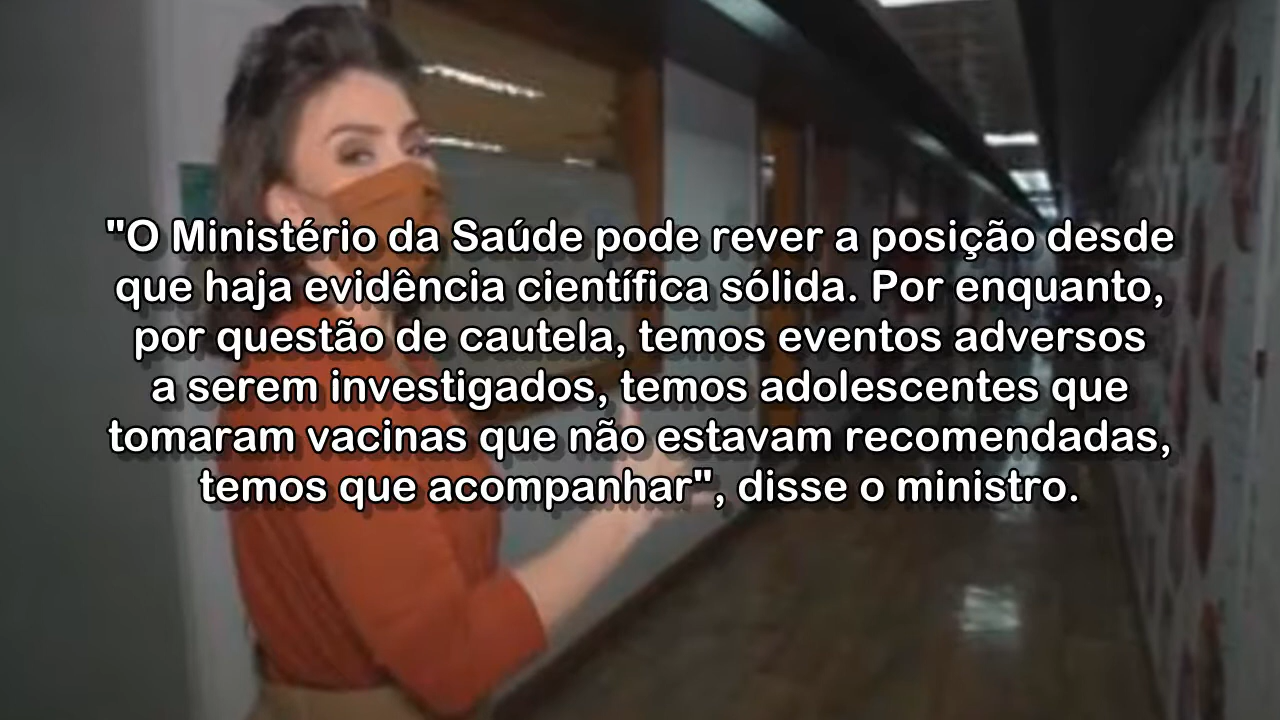 "O Ministério da Saúde pode rever a posição desde
que haja evidência científica sólida. Por enquanto,
por questão de cautela, temos eventos adversos
a serem investigados, temos adolescentes que
tomaram vacinas que não estavam recomendadas,
temos que acompanhar", disse o ministro.